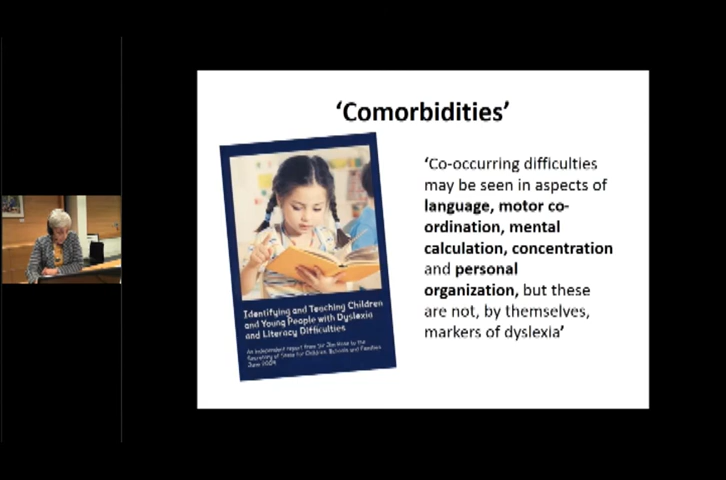 ‘Comorbidities’
‘Co-occurring difficulties
may be seen in aspects of
language, motor co-
ordination, mental
calculation, concentration
and personal
organization, but these
are not, by themselves,
markers of dyslexia’
Identifying and Teaching Children
and Young People with Dyslexia
and Literacy Difficulties
An independent report from Sir Jim Rose to the
Secretary of State for Children, Schools and Families
June 2009